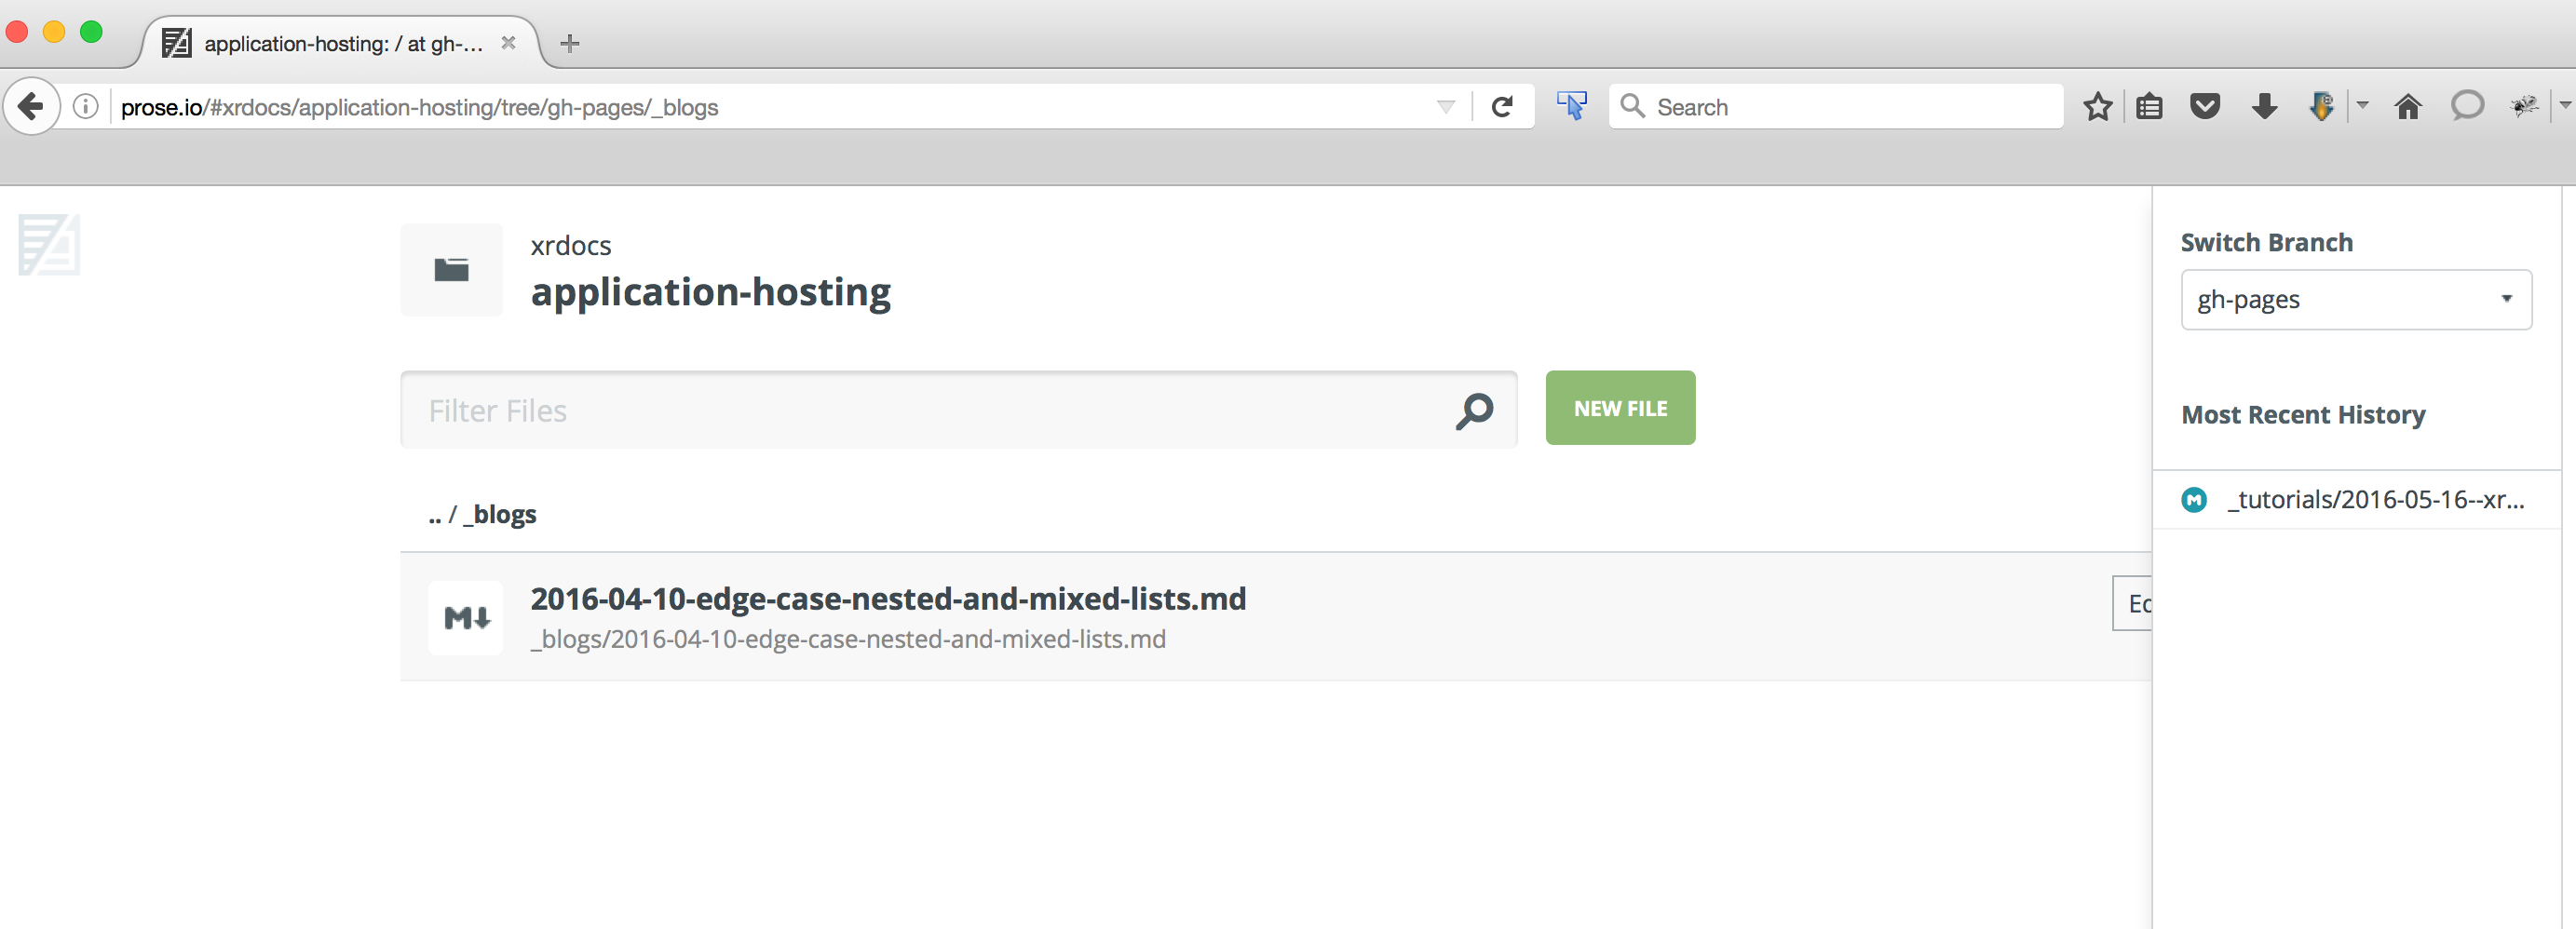 application-hosting: / at gh-...
prose.io/#xrdocs/application-hosting/tree/gh-pages/_blogs
Search
xrdocs
application-hosting
Filter Files
NEW FILE
.. / _blogs
M
2016-04-10-edge-case-nested-and-mixed-lists.md
_blogs/2016-04-10-edge-case-nested-and-mixed-lists.md
Switch Branch
gh-pages
Most Recent History
M
_tutorials/2016-05-16--xr...